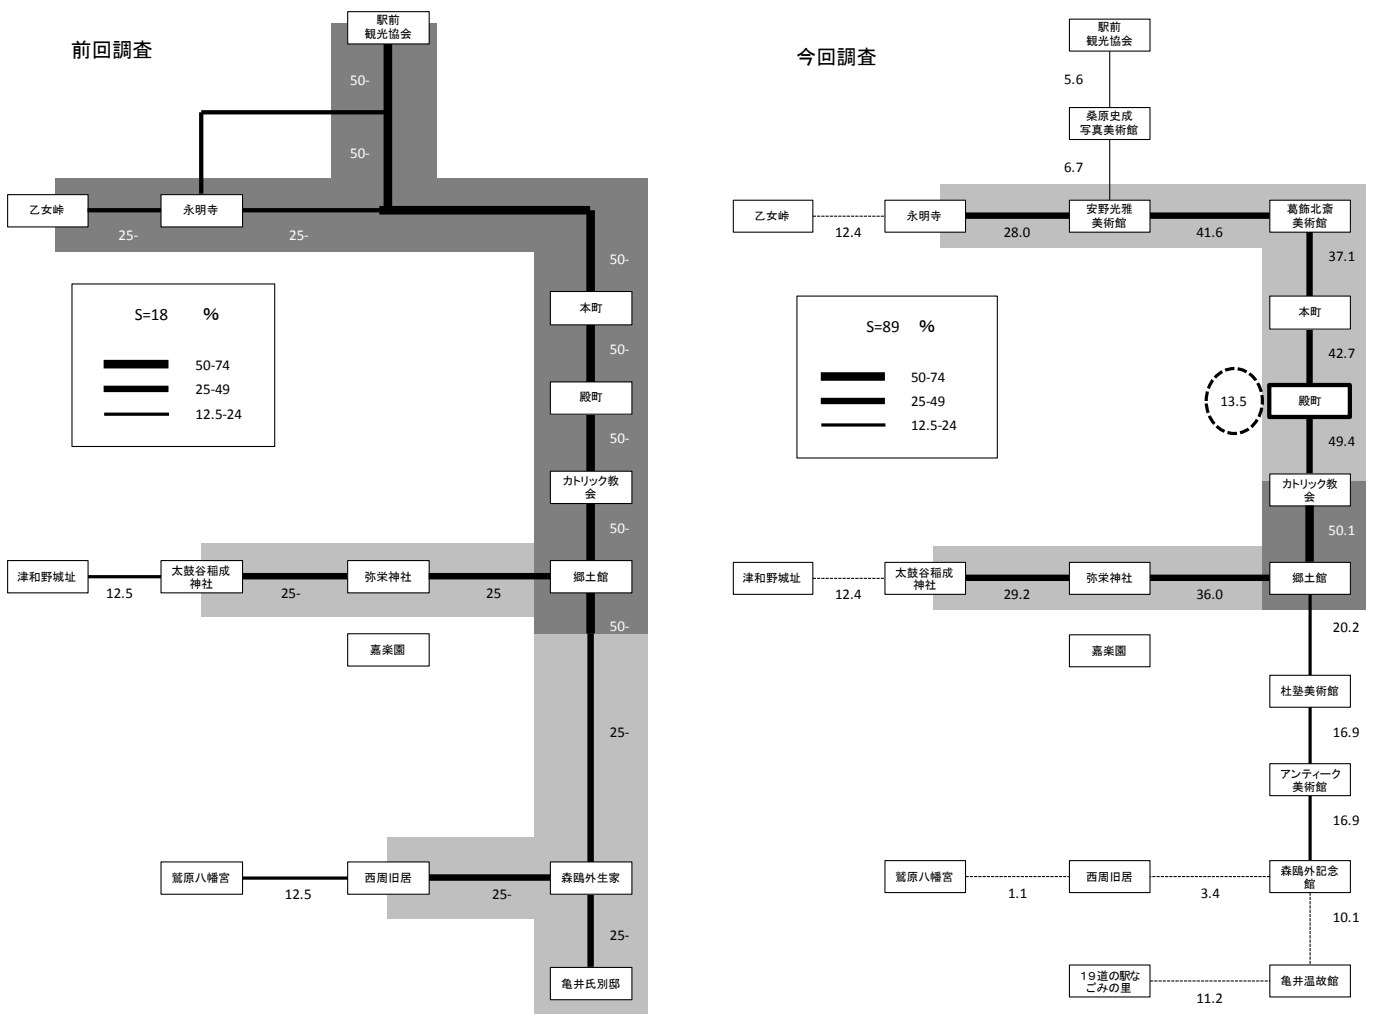 前回調査
駅前
観光協会
50-
50-
乙女峠
永明寺
25-
25-
50-
S=18 %
50-74
25-49
12.5-24
本町
50-
殿町
50-
カトリック教
会
50-
津和野城址
太鼓谷稲成
神社
弥栄神社
郷土館
12.5
25-
25
50-
嘉楽園
25-
鷲原八幡宮
西周旧居
森鴎外生家
12.5
25-
25-
亀井氏別邸
今回調査
駅前
観光協会
5.6
桑原史成
写真美術館
6.7
乙女峠
永明寺
安野光雅
美術館
葛飾北斎
美術館
12.4
28.0
41.6
37.1
S=89 %
50-74
25-49
12.5-24
本町
42.7
13.5
殿町
49.4
カトリック教
会
50.1
津和野城址
太鼓谷稲成
神社
弥栄神社
郷土館
12.4
29.2
36.0
20.2
嘉楽園
杜塾美術館
16.9
アンティーク
美術館
16.9
鷲原八幡宮
西周旧居
森鴎外記念
館
1.1
3.4
10.1
19道の駅な
ごみの里
亀井温故館
11.2